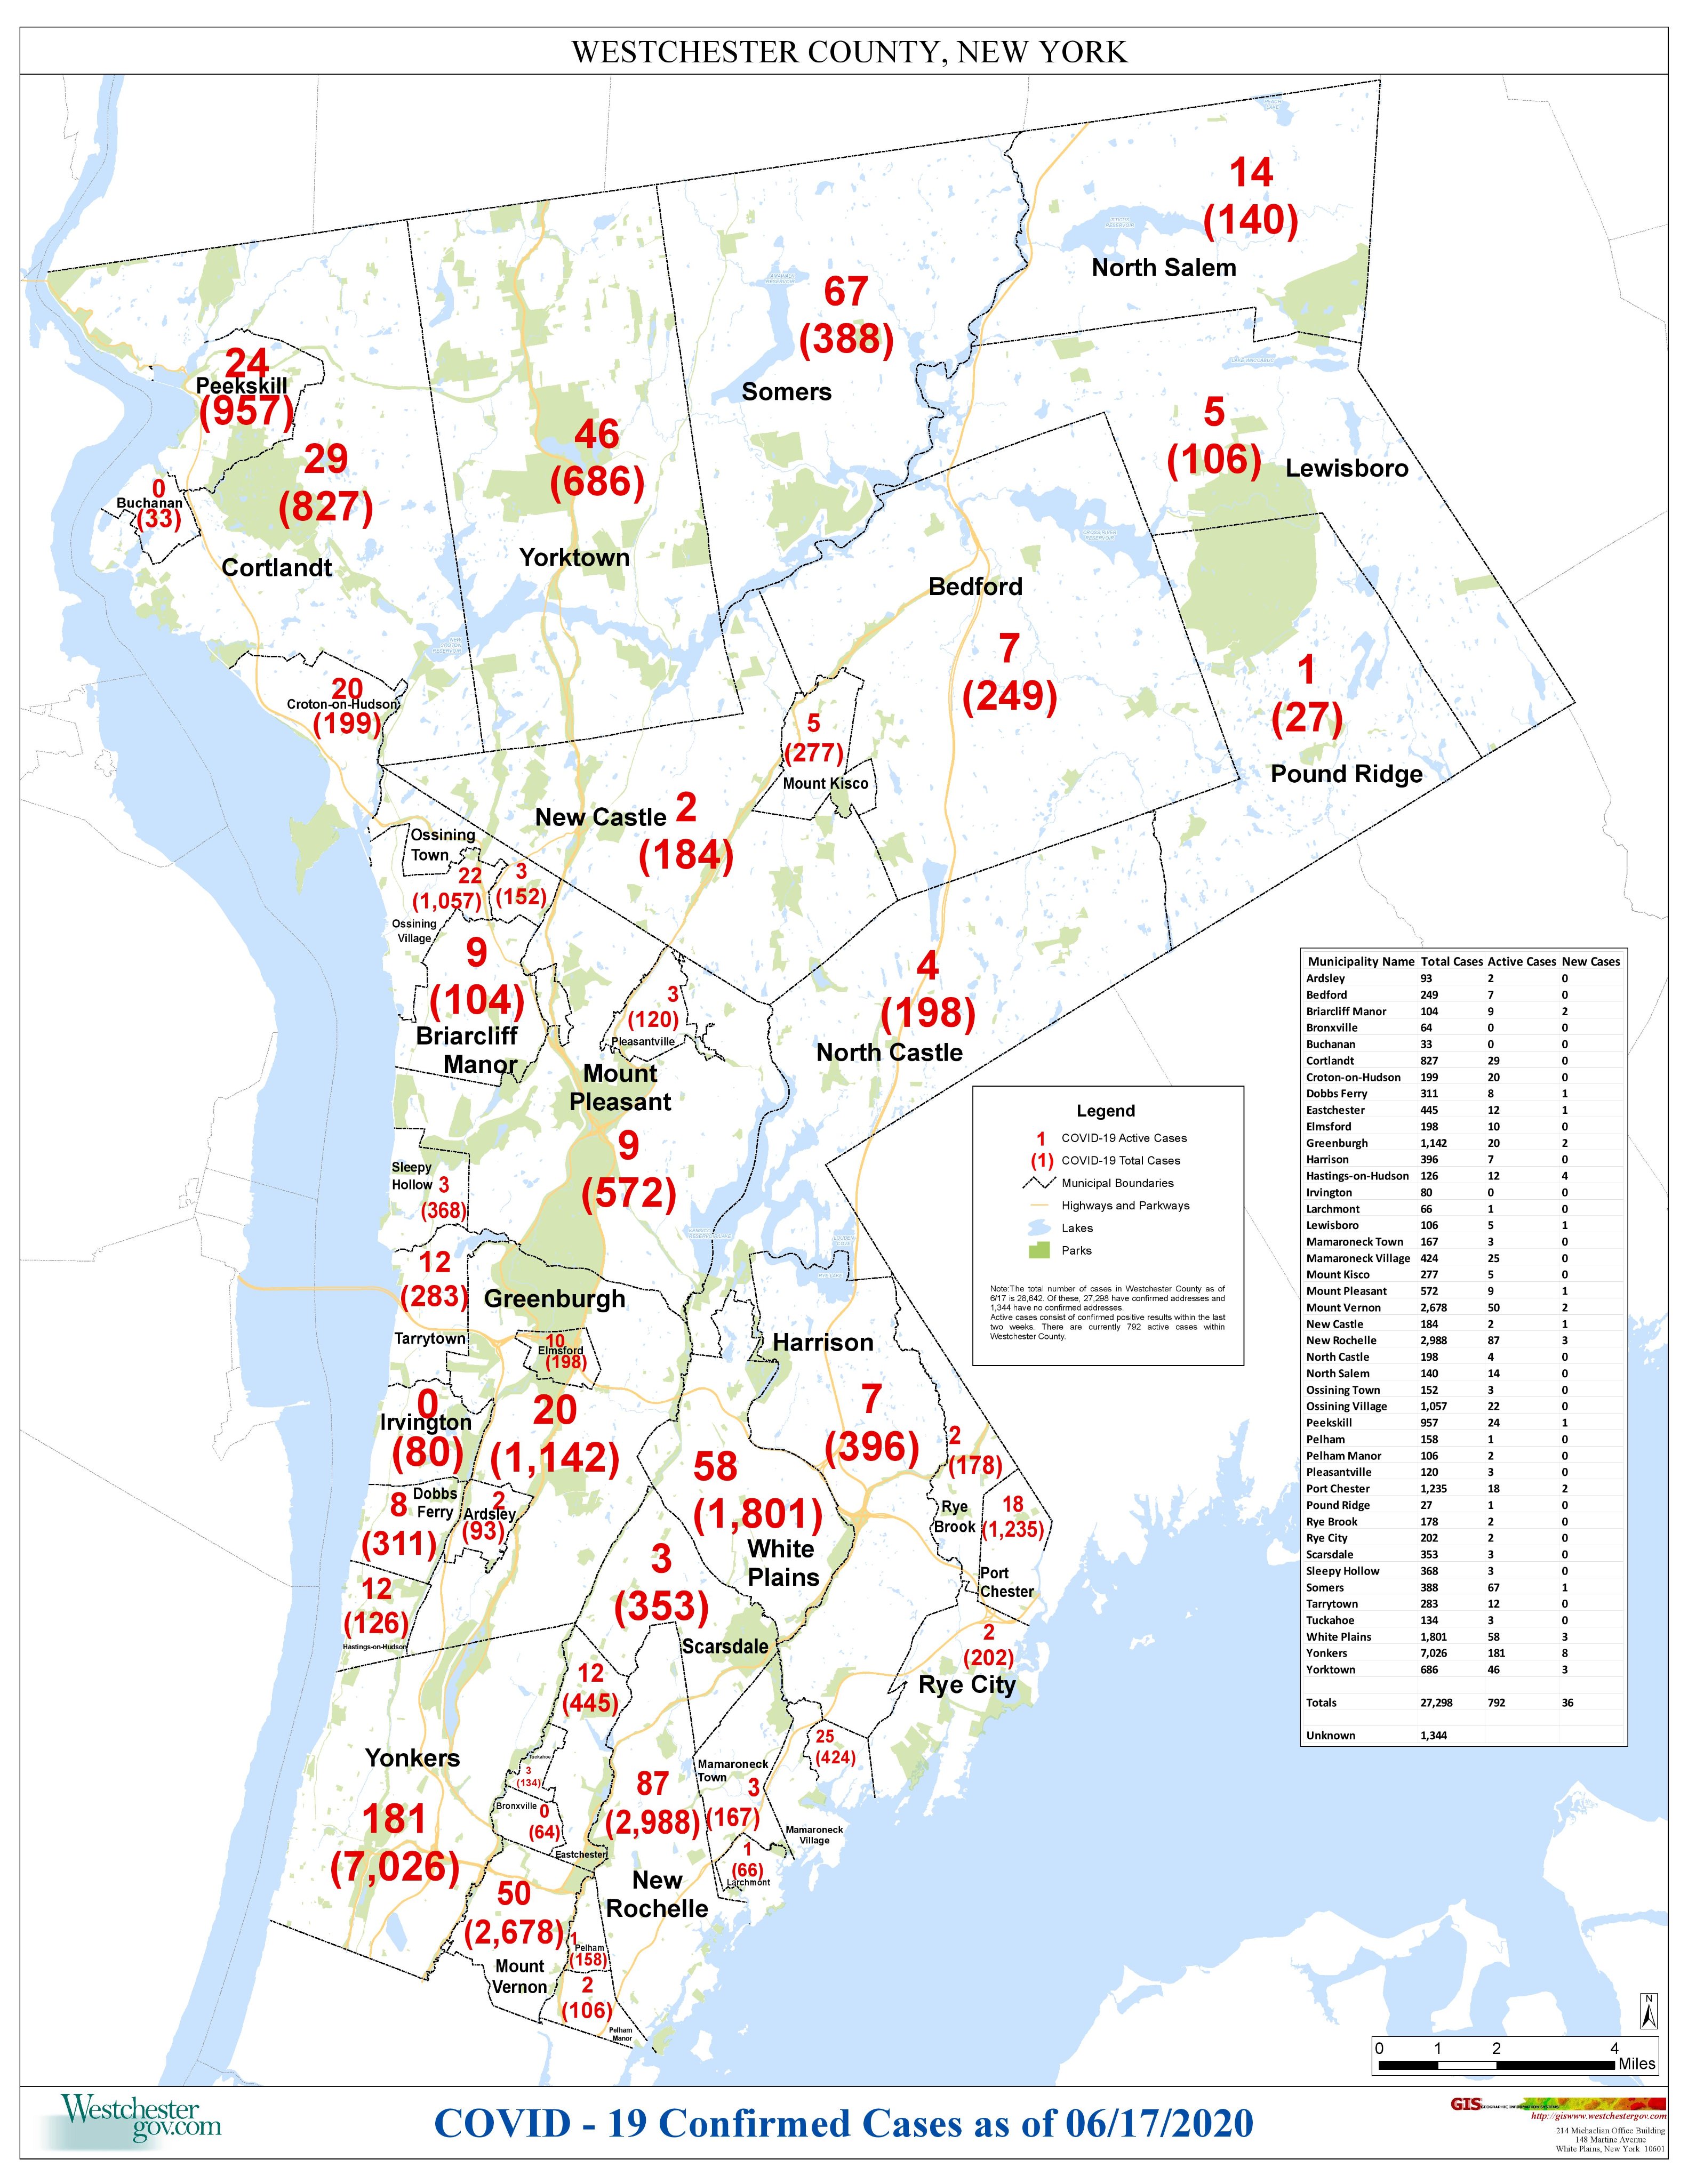 WESTCHESTER COUNTY, NEW YORK
14
(140)
North Salem
67
(388)
Somers
24
Peekskill
(957)
29
(827)
Cortlandt
0
Buchanan
(33)
46
(686)
Yorktown
5
(106)
Lewisboro
Bedford
7
(249)
1
(27)
Pound Ridge
20
Croton-on-Hudson
(199)
5
(277)
Mount Kisco
New Castle 2
(184)
Ossining
Town
22
(1,057)
3
(152)
Ossining
Village
9
(104)
Briarcliff
Manor
3
(120)
Pleasantville
4
(198)
North Castle
Mount
Pleasant
9
(572)
Sleepy
Hollow 3
(368)
12
(283)
Tarrytown
Greenburgh
10
Elmsford
(198)
Harrison
7
(396)
0
Irvington
(80)
20
(1,142)
58
(1,801)
White
Plains
2
(178)
Rye
Brook
18
(1,235)
Port
Chester
8 Dobbs
Ferry
(311)
2
Ardsley
(93)
12
(126)
Hastings-on-Hudson
3
(353)
Scarsdale
2
(202)
Rye City
12
(445)
Tuckahoe
3
(134)
Bronxville 0
(64)
Eastchester
Yonkers
181
(7,026)
87
(2,988)
New
Rochelle
Mamaroneck
Town
3
(167)
25
(424)
Mamaroneck
Village
1
(66)
Larchmont
50
(2,678)
Mount
Vernon
1
Pelham
(158)
2
(106)
Pelham
Manor
Legend
1 COVID-19 Active Cases
(1) COVID-19 Total Cases
Municipal Boundaries
Highways and Parkways
Lakes
Parks
Note:The total number of cases in Westchester County as of
6/17 is 28,642. Of these, 27,298 have confirmed addresses and
1,344 have no confirmed addresses.
Active cases consist of confirmed positive results within the last
two weeks. There are currently 792 active cases within
Westchester County.
Municipality Name Total Cases Active Cases New Cases
Ardsley 93 2 0
Bedford 249 7 0
Briarcliff Manor 104 9 2
Bronxville 64 0 0
Buchanan 33 0 0
Cortlandt 827 29 0
Croton-on-Hudson 199 20 0
Dobbs Ferry 311 8 1
Eastchester 445 12 1
Elmsford 198 10 0
Greenburgh 1,142 20 2
Harrison 396 7 0
Hastings-on-Hudson 126 12 4
Irvington 80 0 0
Larchmont 66 1 0
Lewisboro 106 5 1
Mamaroneck Town 167 3 0
Mamaroneck Village 424 25 0
Mount Kisco 277 5 0
Mount Pleasant 572 9 1
Mount Vernon 2,678 50 2
New Castle 184 2 1
New Rochelle 2,988 87 3
North Castle 198 4 0
North Salem 140 14 0
Ossining Town 152 3 0
Ossining Village 1,057 22 0
Peekskill 957 24 1
Pelham 158 1 0
Pelham Manor 106 2 0
Pleasantville 120 3 0
Port Chester 1,235 18 2
Pound Ridge 27 1 0
Rye Brook 178 2 0
Rye City 202 2 0
Scarsdale 353 3 0
Sleepy Hollow 368 3 0
Somers 388 67 1
Tarrytown 283 12 0
Tuckahoe 134 3 0
White Plains 1,801 58 3
Yonkers 7,026 181 8
Yorktown 686 46 3
Totals 27,298 792 36
Unknown 1,344
N
0 1 2 4
Miles
Westchester
gov.com
COVID - 19 Confirmed Cases as of 06/17/2020
GIS GEOGRAPHIC INFORMATION SYSTEMS
http://giswww.westchestergov.com
214 Michaelian Office Building
148 Martine Avenue
White Plains, New York 10601